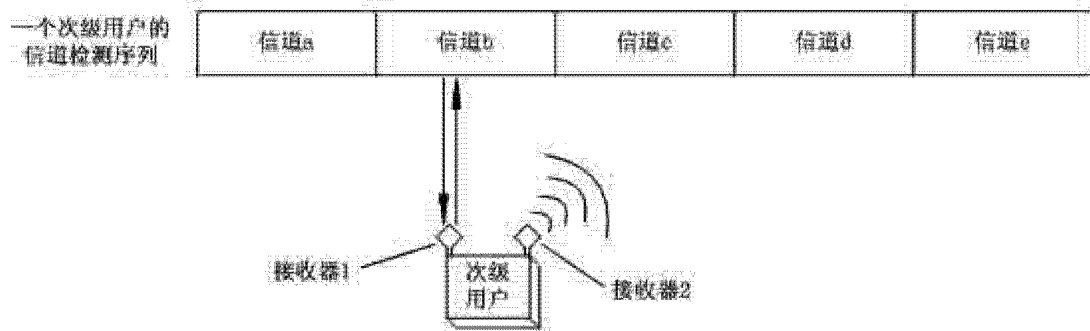 一个次级用户的
信道检测序列
信道a
信道b
信道c
信道d
信道e
接收器1
次级
用户
接收器2